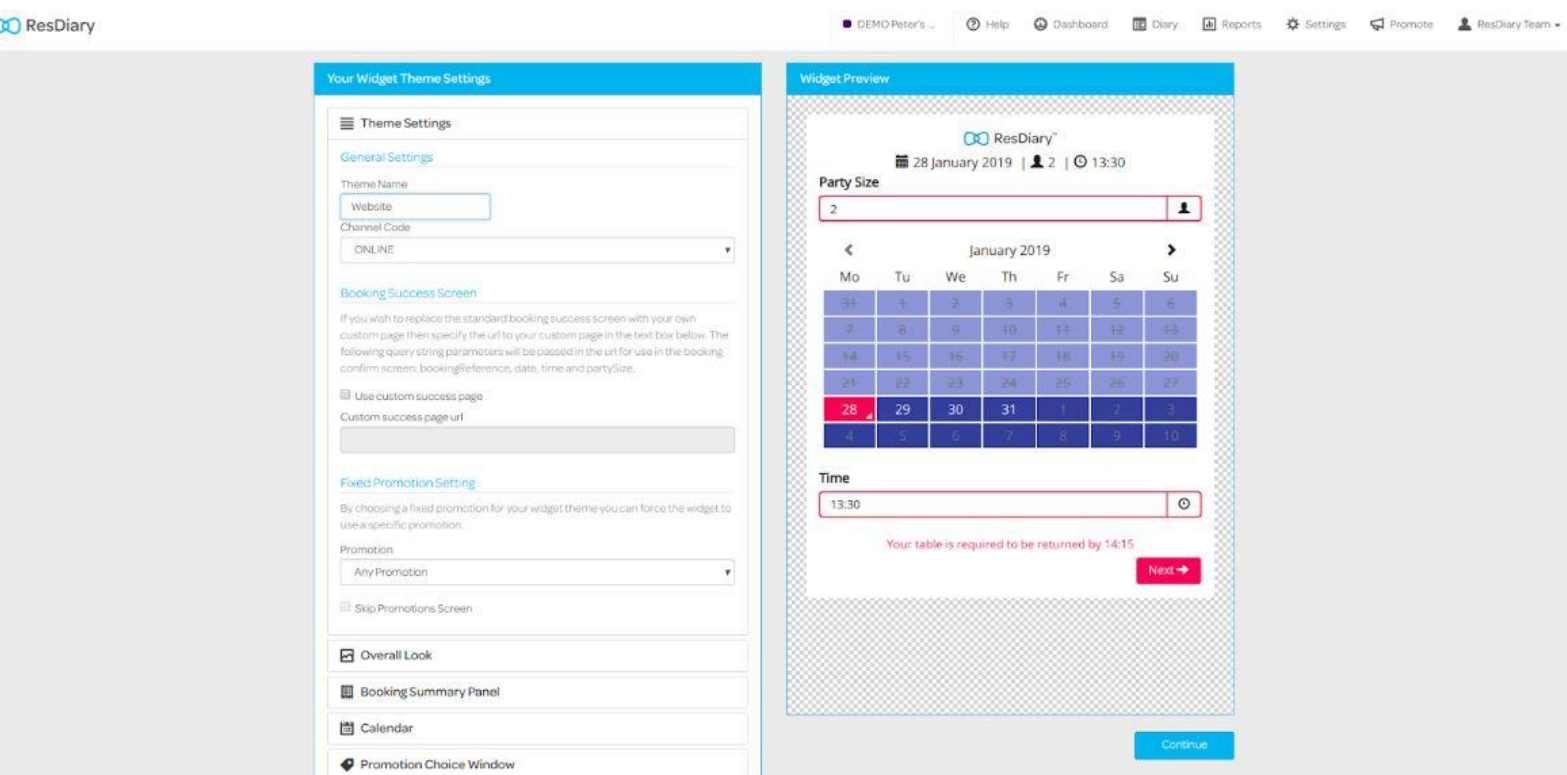 ResDiary
DEMO Peter's ...
Help
Dashboard
Diary
Reports
Settings
Promote
ResDiary Team
Your Widget Theme Settings
Theme Settings
General Settings
Theme Name
Website
Channel Code
ONLINE
Booking Success Screen
If you wish to replace the standard booking success screen with your own
custom page then specify the url to your custom page in the text box below. The
following query string parameters will be passed in the url for use in the booking
confirm screen: bookingReference, date, time and partySize.
Use custom success page
Custom success page url
Fixed Promotion Setting
By choosing a fixed promotion for your widget theme you can force the widget to
use a specific promotion.
Promotion
Any Promotion
Skip Promotions Screen
Overall Look
Booking Summary Panel
Calendar
Promotion Choice Window
Widget Preview
ResDiary™
28 January 2019 | 2 | 13:30
Party Size
2
January 2019
Mo Tu We Th Fr Sa Su
31 1 2 3 4 5 6
7 8 9 10 11 12 13
14 15 16 17 18 19 20
21 22 23 24 25 26 27
28 29 30 31 1 2 3
4 5 6 7 8 9 10
Time
13:30
Your table is required to be returned by 14:15
Next
Continue